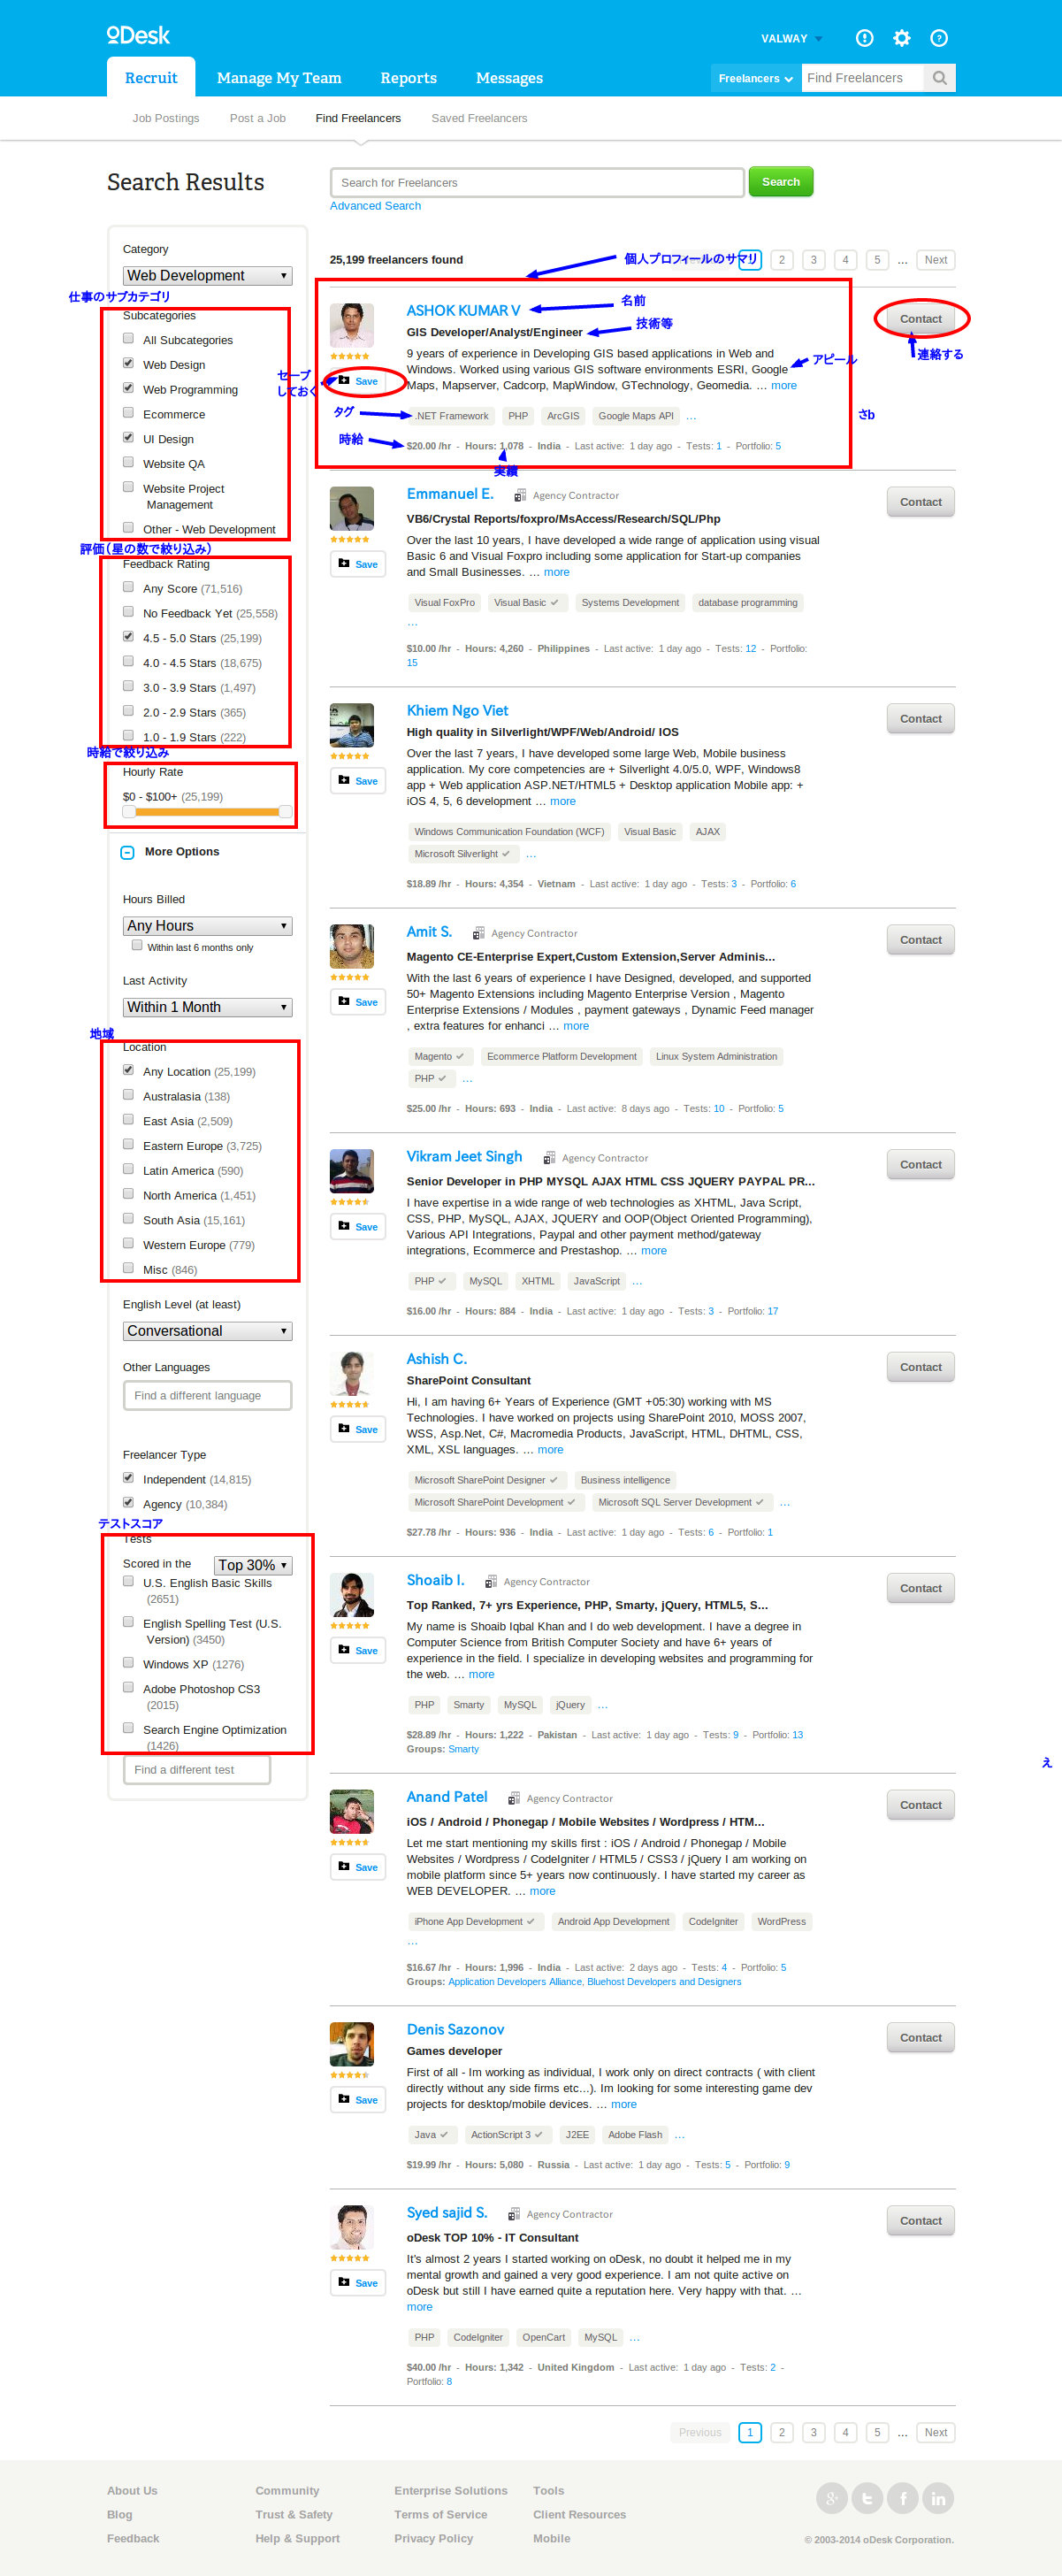 oDesk
VALWAY
Recruit
Manage My Team
Reports
Messages
Freelancers
Find Freelancers
Job Postings
Post a Job
Find Freelancers
Saved Freelancers
Search Results
Search for Freelancers
Search
Advanced Search
25,199 freelancers found
個人プロフィールのサマリ
2
3
4
5
...
Next
Category
Web Development
仕事のサブカテゴリ
Subcategories
All Subcategories
Web Design
Web Programming
Ecommerce
UI Design
Website QA
Website Project
Management
Other - Web Development
評価(星の数で絞り込み)
Feedback Rating
Any Score (71,516)
No Feedback Yet (25,558)
4.5 - 5.0 Stars (25,199)
4.0 - 4.5 Stars (18,675)
3.0 - 3.9 Stars (1,497)
2.0 - 2.9 Stars (365)
1.0 - 1.9 Stars (222)
時給で絞り込み
Hourly Rate
$0 - $100+ (25,199)
More Options
Hours Billed
Any Hours
Within last 6 months only
Last Activity
Within 1 Month
地域
Location
Any Location (25,199)
Australasia (138)
East Asia (2,509)
Eastern Europe (3,725)
Latin America (590)
North America (1,451)
South Asia (15,161)
Western Europe (779)
Misc (846)
English Level (at least)
Conversational
Other Languages
Find a different language
Freelancer Type
Independent (14,815)
Agency (10,384)
テストスコア
Tests
Scored in the Top 30%
U.S. English Basic Skills
(2651)
English Spelling Test (U.S.
Version) (3450)
Windows XP (1276)
Adobe Photoshop CS3
(2015)
Search Engine Optimization
(1426)
Find a different test
ASHOK KUMAR V
名前
GIS Developer/Analyst/Engineer
技術等
9 years of experience in Developing GIS based applications in Web and
Windows. Worked using various GIS software environments ESRI, Google
Maps, Mapserver, Cadcorp, MapWindow, GTechnology, Geomedia. ... more
アピール
Contact
連絡する
セーブ
しておく
Save
タグ
.NET Framework PHP ArcGIS Google Maps API ...
さb
時給
$20.00 /hr - Hours: 1,078 - India - Last active: 1 day ago - Tests: 1 - Portfolio: 5
実績
Emmanuel E. Agency Contractor
Contact
VB6/Crystal Reports/foxpro/MsAccess/Research/SQL/Php
Over the last 10 years, I have developed a wide range of application using visual
Basic 6 and Visual Foxpro including some application for Start-up companies
and Small Businesses. ... more
Save
Visual FoxPro Visual Basic Systems Development database programming
...
$10.00 /hr - Hours: 4,260 - Philippines - Last active: 1 day ago - Tests: 12 - Portfolio:
15
Khiem Ngo Viet
Contact
High quality in Silverlight/WPF/Web/Android/ IOS
Over the last 7 years, I have developed some large Web, Mobile business
application. My core competencies are + Silverlight 4.0/5.0, WPF, Windows8
app + Web application ASP.NET/HTML5 + Desktop application Mobile app: +
iOS 4, 5, 6 development ... more
Save
Windows Communication Foundation (WCF) Visual Basic AJAX
Microsoft Silverlight ...
$18.89 /hr - Hours: 4,354 - Vietnam - Last active: 1 day ago - Tests: 3 - Portfolio: 6
Amit S. Agency Contractor
Contact
Magento CE-Enterprise Expert,Custom Extension,Server Adminis...
With the last 6 years of experience I have Designed, developed, and supported
50+ Magento Extensions including Magento Enterprise Version , Magento
Enterprise Extensions / Modules , payment gateways , Dynamic Feed manager
, extra features for enhanci ... more
Save
Magento Ecommerce Platform Development Linux System Administration
PHP ...
$25.00 /hr - Hours: 693 - India - Last active: 8 days ago - Tests: 10 - Portfolio: 5
Vikram Jeet Singh Agency Contractor
Contact
Senior Developer in PHP MYSQL AJAX HTML CSS JQUERY PAYPAL PR...
I have expertise in a wide range of web technologies as XHTML, Java Script,
CSS, PHP, MySQL, AJAX, JQUERY and OOP(Object Oriented Programming),
Various API Integrations, Paypal and other payment method/gateway
integrations, Ecommerce and Prestashop. ... more
Save
PHP MySQL XHTML JavaScript ...
$16.00 /hr - Hours: 884 - India - Last active: 1 day ago - Tests: 3 - Portfolio: 17
Ashish C.
Contact
SharePoint Consultant
Hi, I am having 6+ Years of Experience (GMT +05:30) working with MS
Technologies. I have worked on projects using SharePoint 2010, MOSS 2007,
WSS, Asp.Net, C#, Macromedia Products, JavaScript, HTML, DHTML, CSS,
XML, XSL languages. ... more
Save
Microsoft SharePoint Designer Business intelligence
Microsoft SharePoint Development Microsoft SQL Server Development ...
$27.78 /hr - Hours: 936 - India - Last active: 1 day ago - Tests: 6 - Portfolio: 1
Shoaib I. Agency Contractor
Contact
Top Ranked, 7+ yrs Experience, PHP, Smarty, jQuery, HTML5, S...
My name is Shoaib Iqbal Khan and I do web development. I have a degree in
Computer Science from British Computer Society and have 6+ years of
experience in the field. I specialize in developing websites and programming for
the web. ... more
Save
PHP Smarty MySQL jQuery ...
$28.89 /hr - Hours: 1,222 - Pakistan - Last active: 1 day ago - Tests: 9 - Portfolio: 13
Groups: Smarty
え
Anand Patel Agency Contractor
Contact
iOS / Android / Phonegap / Mobile Websites / Wordpress / HTM...
Let me start mentioning my skills first : iOS / Android / Phonegap / Mobile
Websites / Wordpress / CodeIgniter / HTML5 / CSS3 / jQuery I am working on
mobile platform since 5+ years now continuously. I have started my career as
WEB DEVELOPER. ... more
Save
iPhone App Development Android App Development CodeIgniter WordPress
...
$16.67 /hr - Hours: 1,996 - India - Last active: 2 days ago - Tests: 4 - Portfolio: 5
Groups: Application Developers Alliance, Bluehost Developers and Designers
Denis Sazonov
Contact
Games developer
First of all - Im working as individual, I work only on direct contracts ( with client
directly without any side firms etc...). Im looking for some interesting game dev
projects for desktop/mobile devices. ... more
Save
Java ActionScript 3 J2EE Adobe Flash ...
$19.99 /hr - Hours: 5,080 - Russia - Last active: 1 day ago - Tests: 5 - Portfolio: 9
Syed sajid S. Agency Contractor
Contact
oDesk TOP 10% - IT Consultant
It's almost 2 years I started working on oDesk, no doubt it helped me in my
mental growth and gained a very good experience. I am not quite active on
oDesk but still I have earned quite a reputation here. Very happy with that. ...
more
Save
PHP CodeIgniter OpenCart MySQL ...
$40.00 /hr - Hours: 1,342 - United Kingdom - Last active: 1 day ago - Tests: 2 -
Portfolio: 8
Previous 1 2 3 4 5 ... Next
About Us
Community
Enterprise Solutions
Tools
Blog
Trust & Safety
Terms of Service
Client Resources
Feedback
Help & Support
Privacy Policy
Mobile
© 2003-2014 oDesk Corporation.